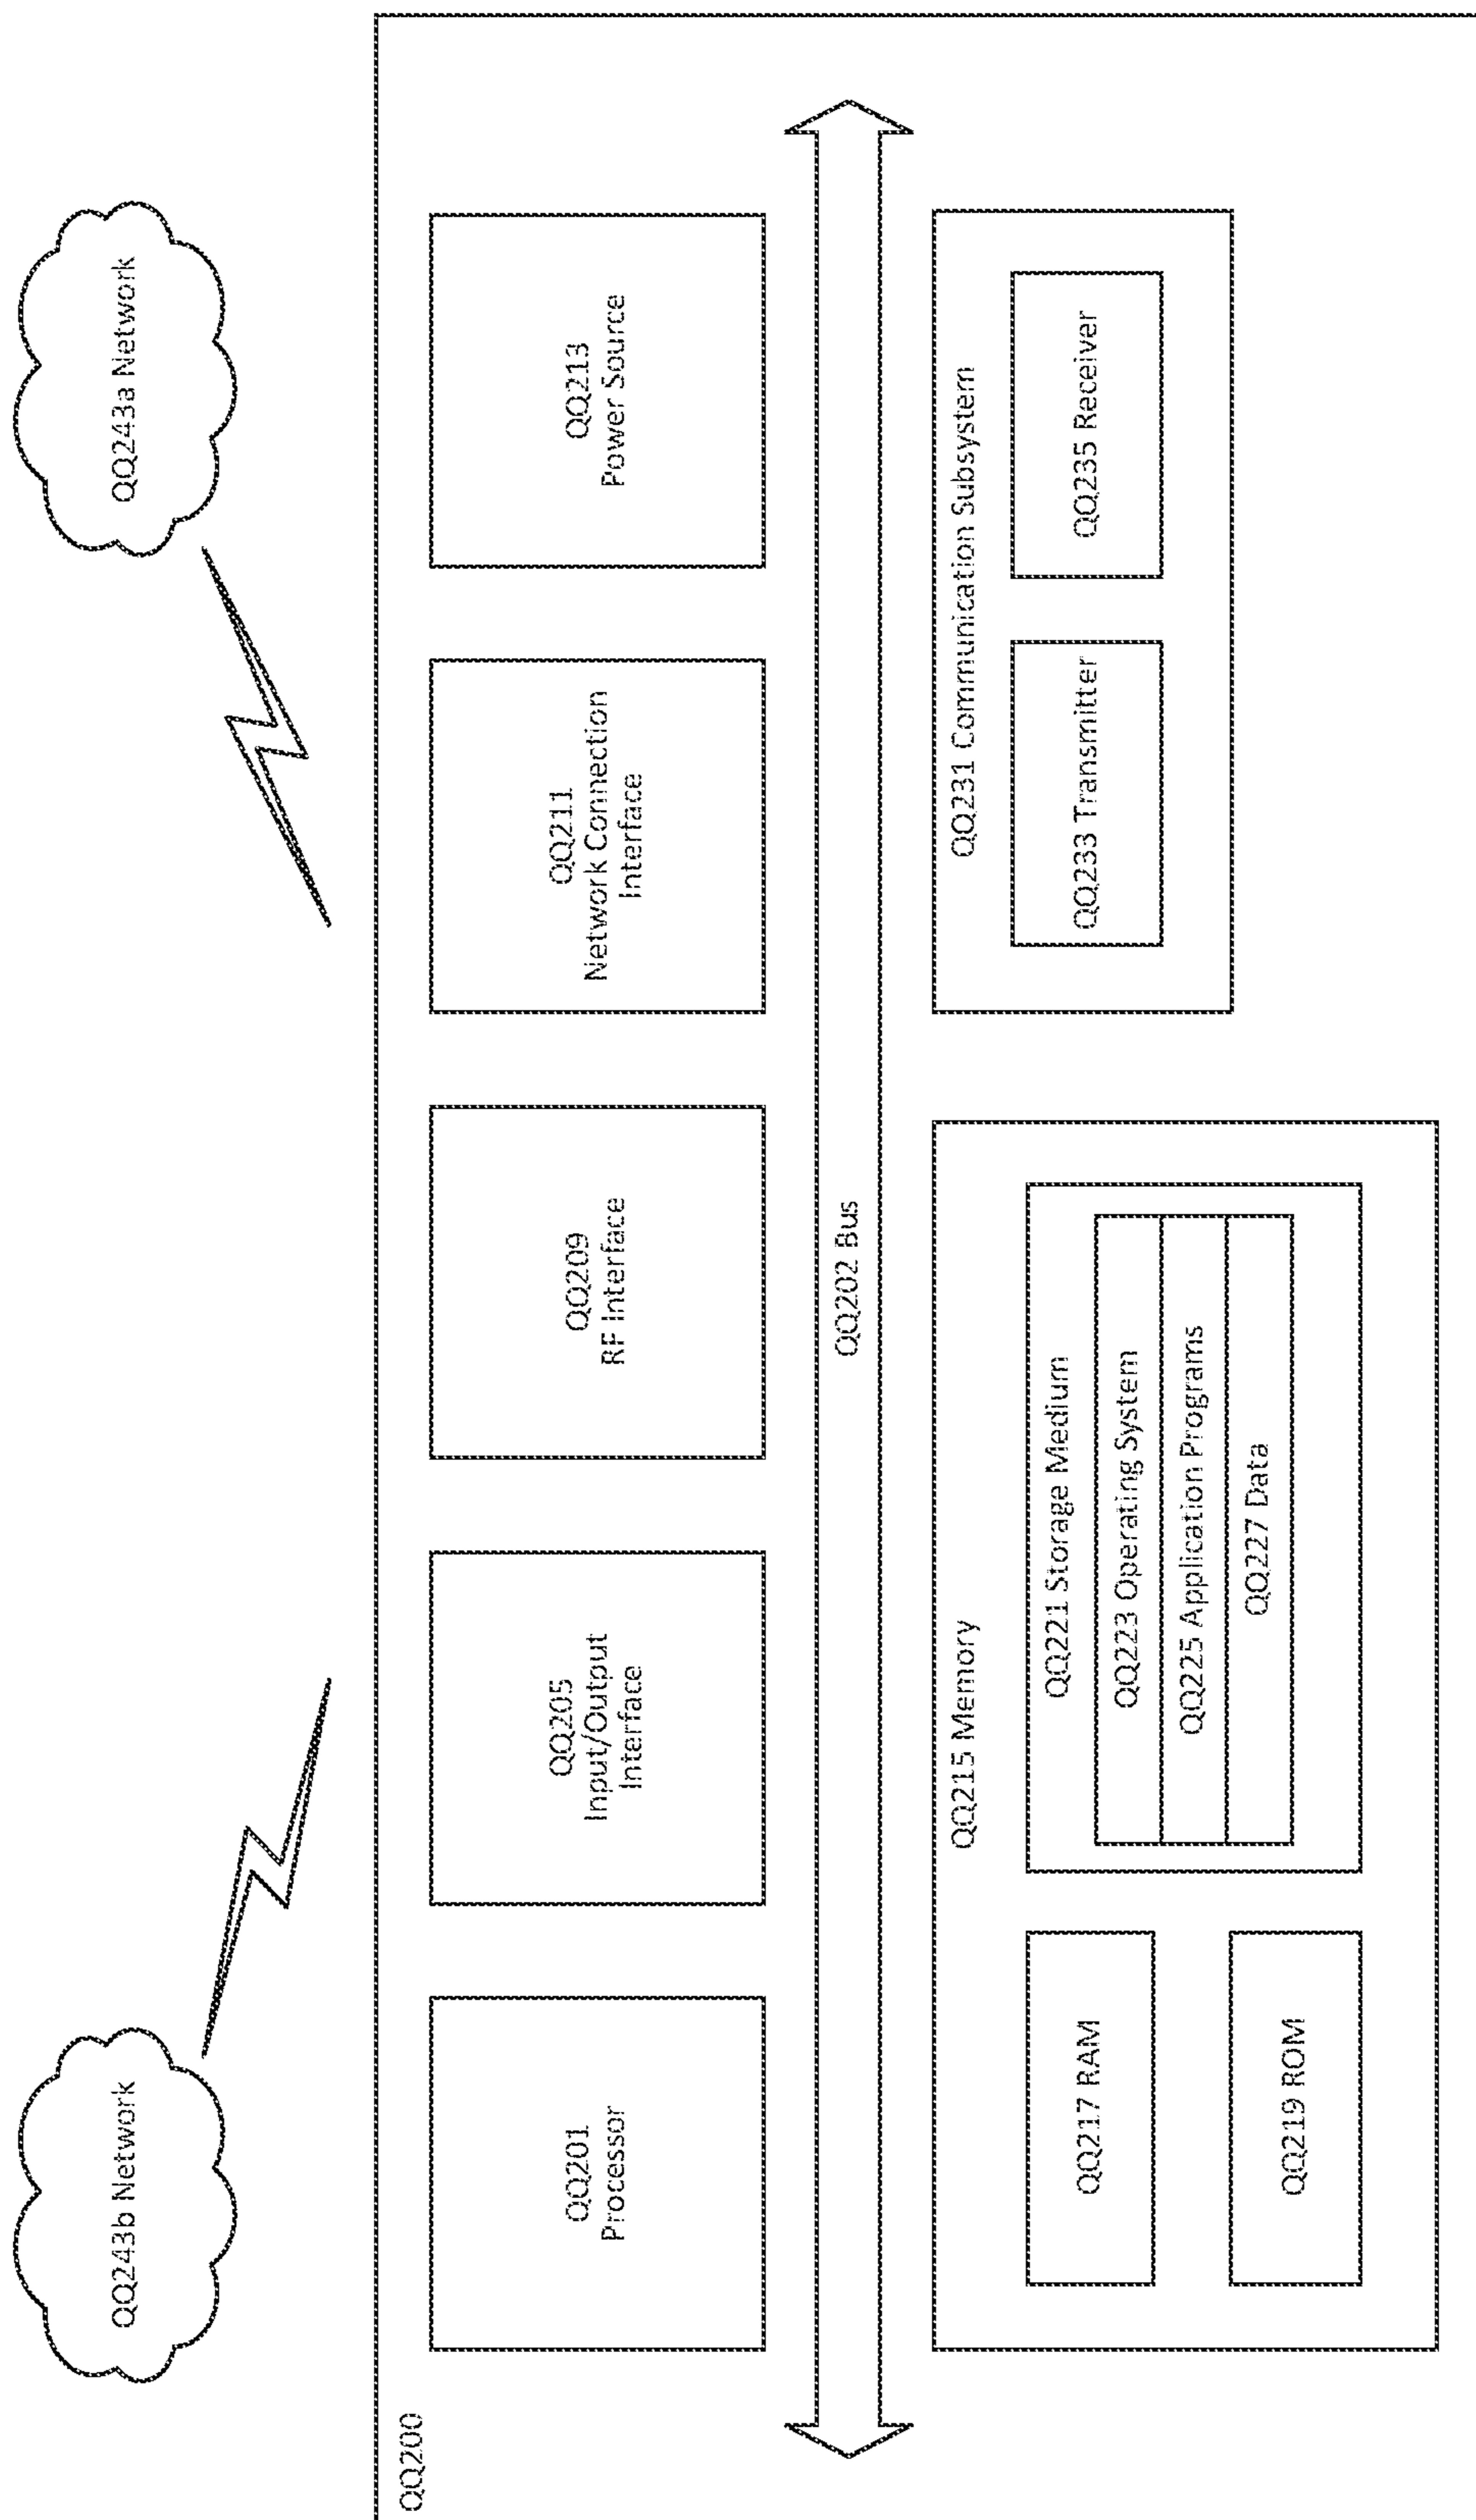 QQ243b Network
QQ243a Network
QQ200
QQ201
Processor
QQ205
Input/Output
Interface
QQ209
RF Interface
QQ211
Network Connection
Interface
QQ213
Power Source
QQ202 Bus
QQ215 Memory
QQ217 RAM
QQ219 ROM
QQ221 Storage Medium
QQ223 Operating System
QQ225 Application Programs
QQ227 Data
QQ231 Communication Subsystem
QQ233 Transmitter
QQ235 Receiver